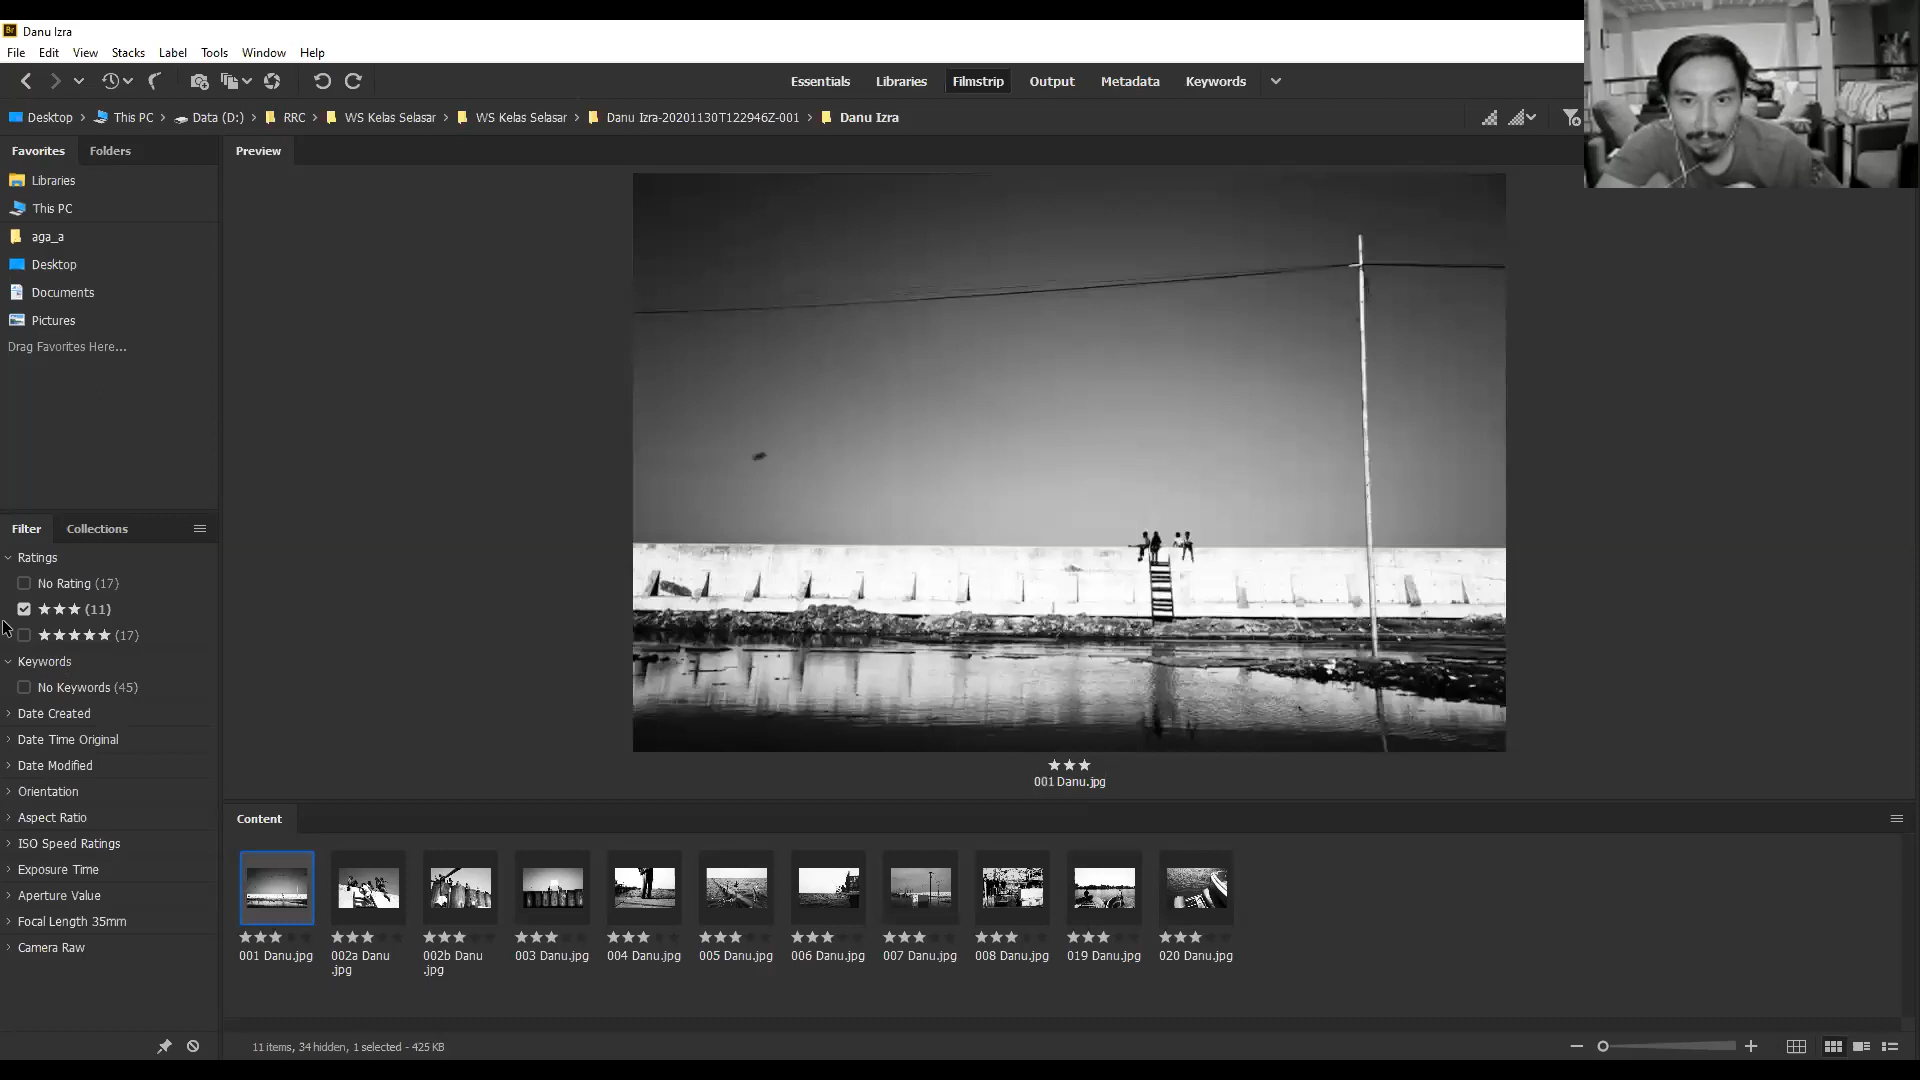 Br Danu Izra
File Edit View Stacks Label Tools Window Help
Essentials Libraries Filmstrip Output Metadata Keywords
Desktop This PC Data (D:) RRC WS Kelas Selasar WS Kelas Selasar Danu Izra-20201130T122946Z-001 Danu Izra
Favorites Folders
Preview
Libraries
This PC
aga_a
Desktop
Documents
Pictures
Drag Favorites Here...
Filter Collections
Ratings
No Rating (17)
★★★ (11)
★★★★★ (17)
Keywords
No Keywords (45)
Date Created
Date Time Original
Date Modified
Orientation
Aspect Ratio
ISO Speed Ratings
Exposure Time
Aperture Value
Focal Length 35mm
Camera Raw
★★★
001 Danu.jpg
Content
001 Danu.jpg 002a Danu 002b Danu 003 Danu.jpg 004 Danu.jpg 005 Danu.jpg 006 Danu.jpg 007 Danu.jpg 008 Danu.jpg 019 Danu.jpg 020 Danu.jpg
.jpg .jpg
11 items, 34 hidden, 1 selected - 425 KB